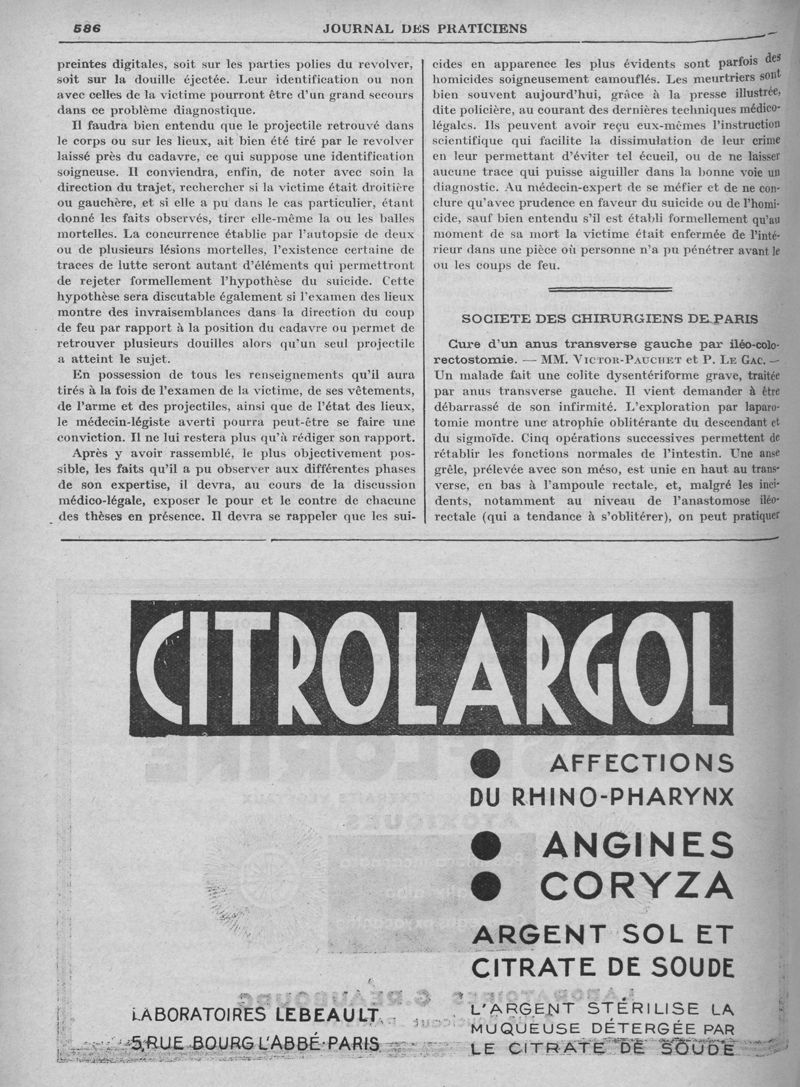 586
JOURNAL DES PRATICIENS
preintes digitales, soit sur les parties polies du revolver,
soit sur la douille éjectée. Leur identification ou non
avec celles de la victime pourront être d'un grand secours
dans ce problème diagnostique.
Il faudra bien entendu que le projectile retrouvé dans
le corps ou sur les lieux, ait bien été tiré par le revolver
laissé près du cadavre, ce qui suppose une identification
soigneuse. Il conviendra, enfin, de noter avec soin la
direction du trajet, rechercher si la victime était droitière
ou gauchère, et si elle a pu dans le cas particulier, étant
donné les faits observés, tirer elle-même la ou les balles
mortelles. La concurrence établie par l'autopsie de deux
ou de plusieurs lésions mortelles, l'existence certaine de
traces de lutte seront autant d'éléments qui permettront
de rejeter formellement l'hypothèse du suicide. Cette
hypothèse sera discutable également si l'examen des lieux
montre des invraisemblances dans la direction du coup
de feu par rapport à la position du cadavre ou permet de
retrouver plusieurs douilles alors qu'un seul projectile
a atteint le sujet.
En possession de tous les renseignements qu'il aura
tirés à la fois de l'examen de la victime, de ses vêtements,
de l'arme et des projectiles, ainsi que de l'état des lieux,
le médecin-légiste averti pourra peut-être se faire une
conviction. Il ne lui restera plus qu'à rédiger son rapport.
Après y avoir rassemblé, le plus objectivement pos-
sible, les faits qu'il a pu observer aux différentes phases
de son expertise, il devra, au cours de la discussion
médico-légale, exposer le pour et le contre de chacune
des thèses en présence. Il devra se rappeler que les sui-
cides en apparence les plus évidents sont parfois des
homicides soigneusement camouflés. Les meurtriers sont
bien souvent aujourd'hui, grâce à la presse illustrée,
dite policière, au courant des dernières techniques médico-
légales. Ils peuvent avoir reçu eux-mêmes l'instruction
scientifique qui facilite la dissimulation de leur crime
en leur permettant d'éviter tel écueil, ou de ne laisser
aucune trace qui puisse aiguiller dans la bonne voie un
diagnostic. Au médecin-expert de se méfier et de ne con-
clure qu'avec prudence en faveur du suicide ou de l'homi-
cide, sauf bien entendu s'il est établi formellement qu'au
moment de sa mort la victime était enfermée de l'inté-
rieur dans une pièce où personne n'a pu pénétrer avant le
ou les coups de feu.
SOCIETE DES CHIRURGIENS DE PARIS
Cure d'un anus transverse gauche par iléo-colo-
rectostomie. — MM. VICTOR-PAUCHET et P. LE GAC. —
Un malade fait une colite dysentériforme grave, traitée
par anus transverse gauche. Il vient demander à être
débarrassé de son infirmité. L'exploration par laparo-
tomie montre une atrophie oblitérante du descendant et
du sigmoïde. Cinq opérations successives permettent de
rétablir les fonctions normales de l'intestin. Une anse
grêle, prélevée avec son méso, est unie en haut au trans-
verse, en bas à l'ampoule rectale, et, malgré les inci-
dents, notamment au niveau de l'anastomose iléo-
rectale (qui a tendance à s'oblitérer), on peut pratiquer
CITROLARGOL
● AFFECTIONS
DU RHINO-PHARYNX
● ANGINES
● CORYZA
ARGENT SOL ET
CITRATE DE SOUDE
LABORATOIRES LEBEAULT
5, RUE BOURG L'ABBÉ·PARIS
L'ARGENT STÉRILISE LA
MUQUEUSE DÉTERGÉE PAR
LE CITRATE DE SOUDE